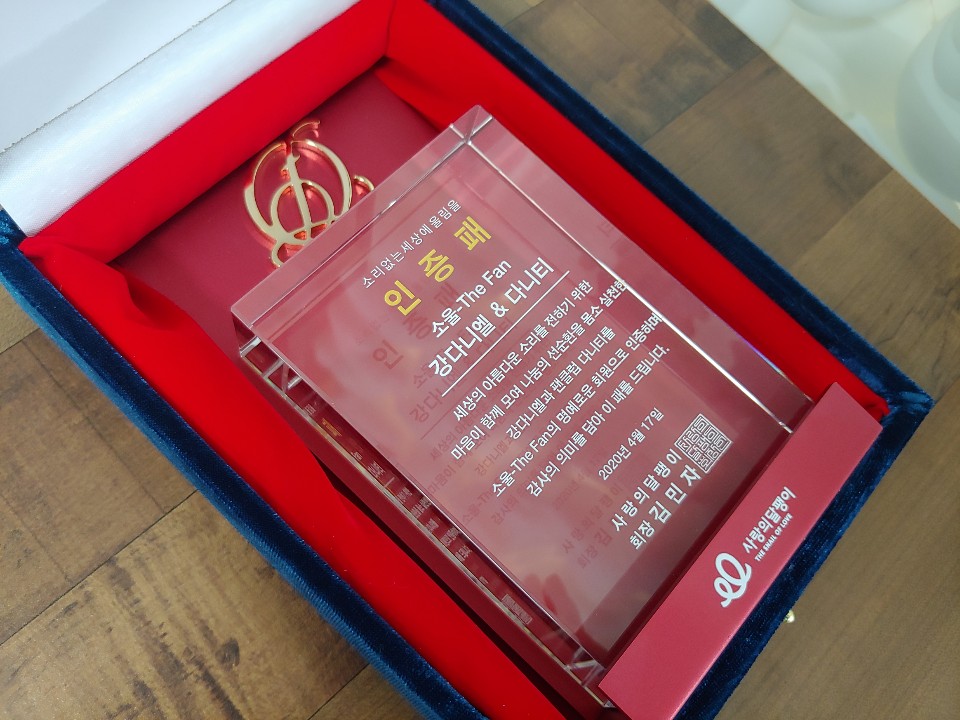 소리없는세상에 울림을
인증패
소울-The Fan
강다니엘 & 다니티
세상의 아름다운 소리를 전하기 위한
마음이 함께 모여 나눔의 선순환을 몸소 실천한
강다니엘과 팬클럽 다니티를
소울-The Fan의 명예로운 회원으로 인증하며
감사의 의미를 담아 이 패를 드립니다.
2020년 4월 17일
사랑의달팽이
회장 김민자
사랑의달팽이
THE SNAIL OF LOVE